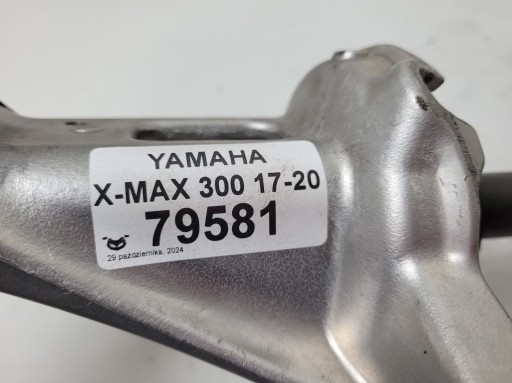 YAMAHA
X-MAX 300 17-20
79581
29 października, 2024